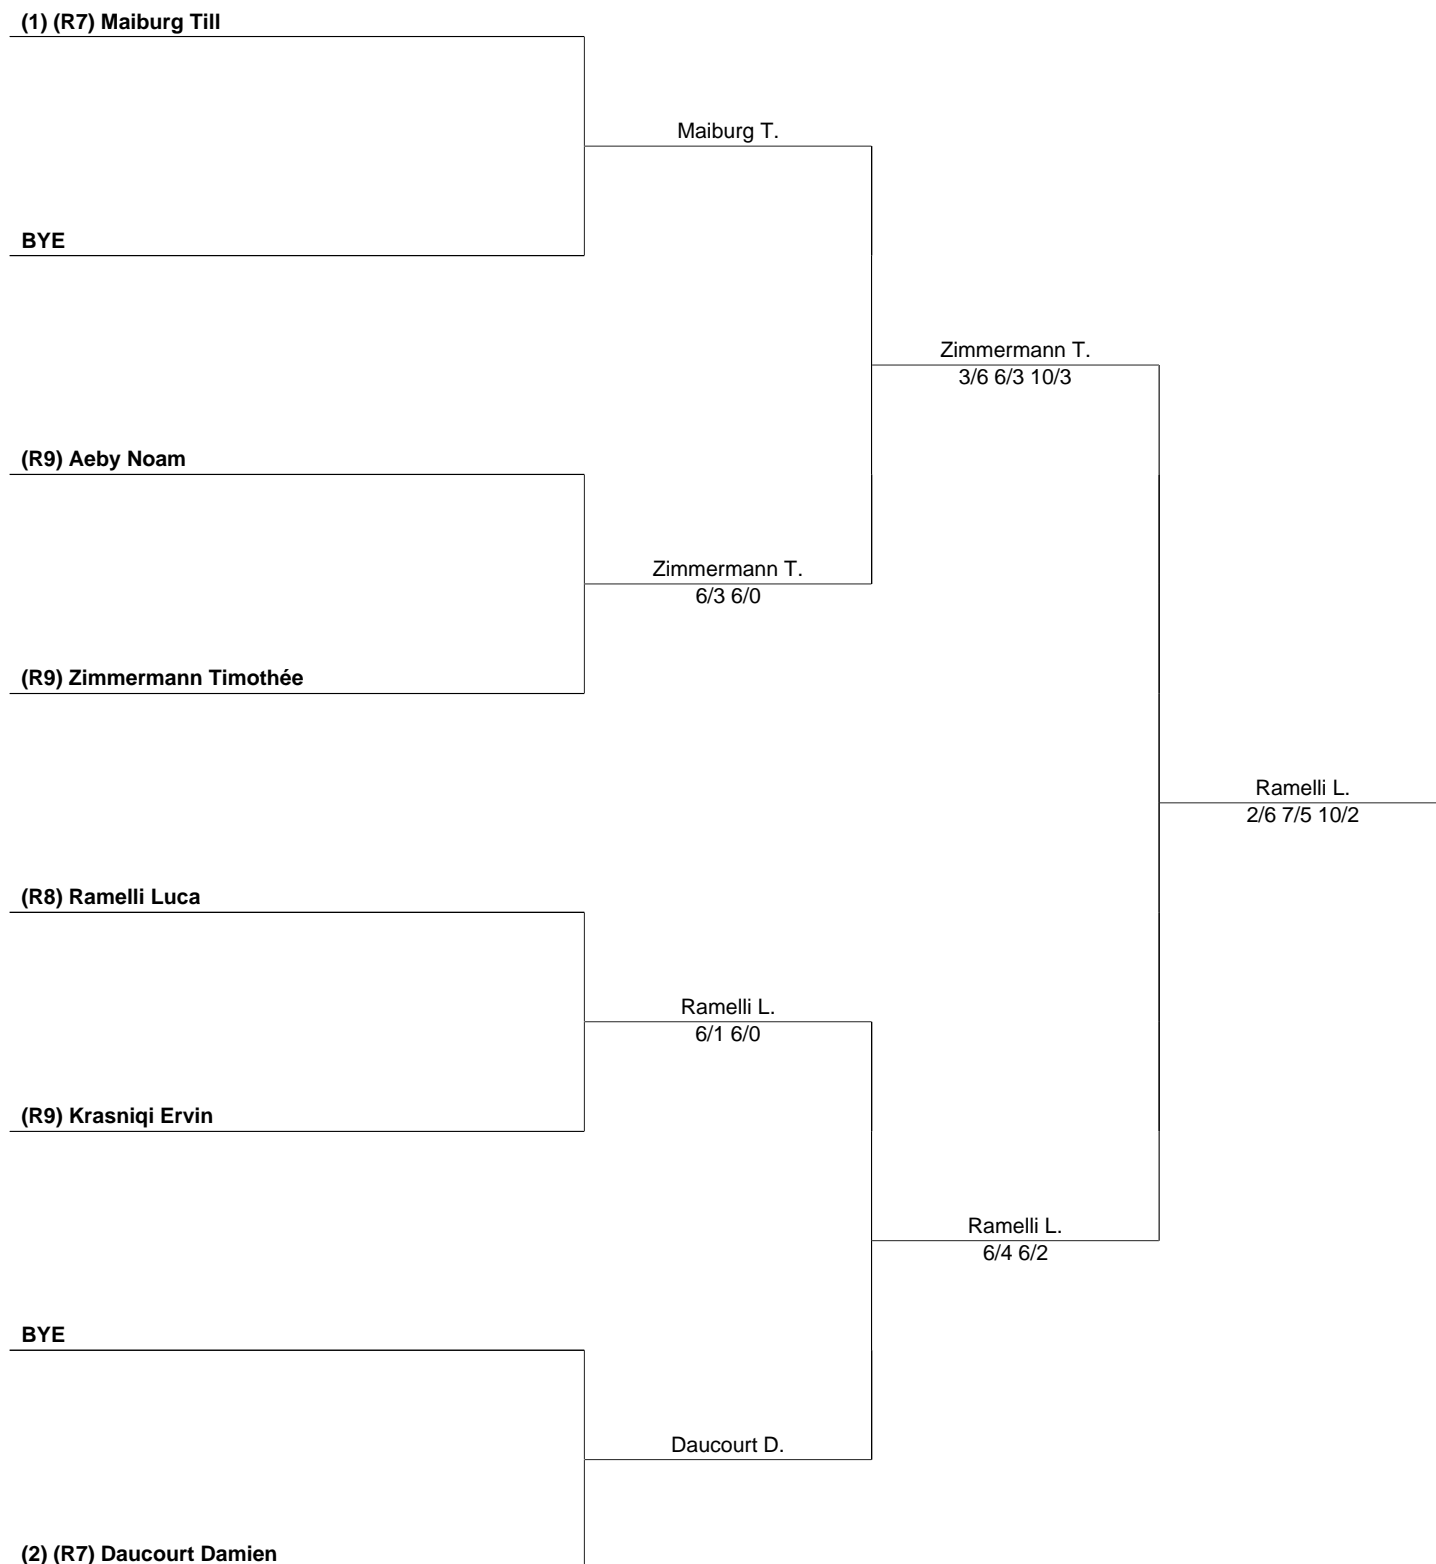 (1) (R7) Maiburg Till
Maiburg T.
BYE
Zimmermann T.
3/6 6/3 10/3
(R9) Aeby Noam
Zimmermann T.
6/3 6/0
(R9) Zimmermann Timothée
Ramelli L.
2/6 7/5 10/2
(R8) Ramelli Luca
Ramelli L.
6/1 6/0
(R9) Krasniqi Ervin
Ramelli L.
6/4 6/2
BYE
Daucourt D.
(2) (R7) Daucourt Damien